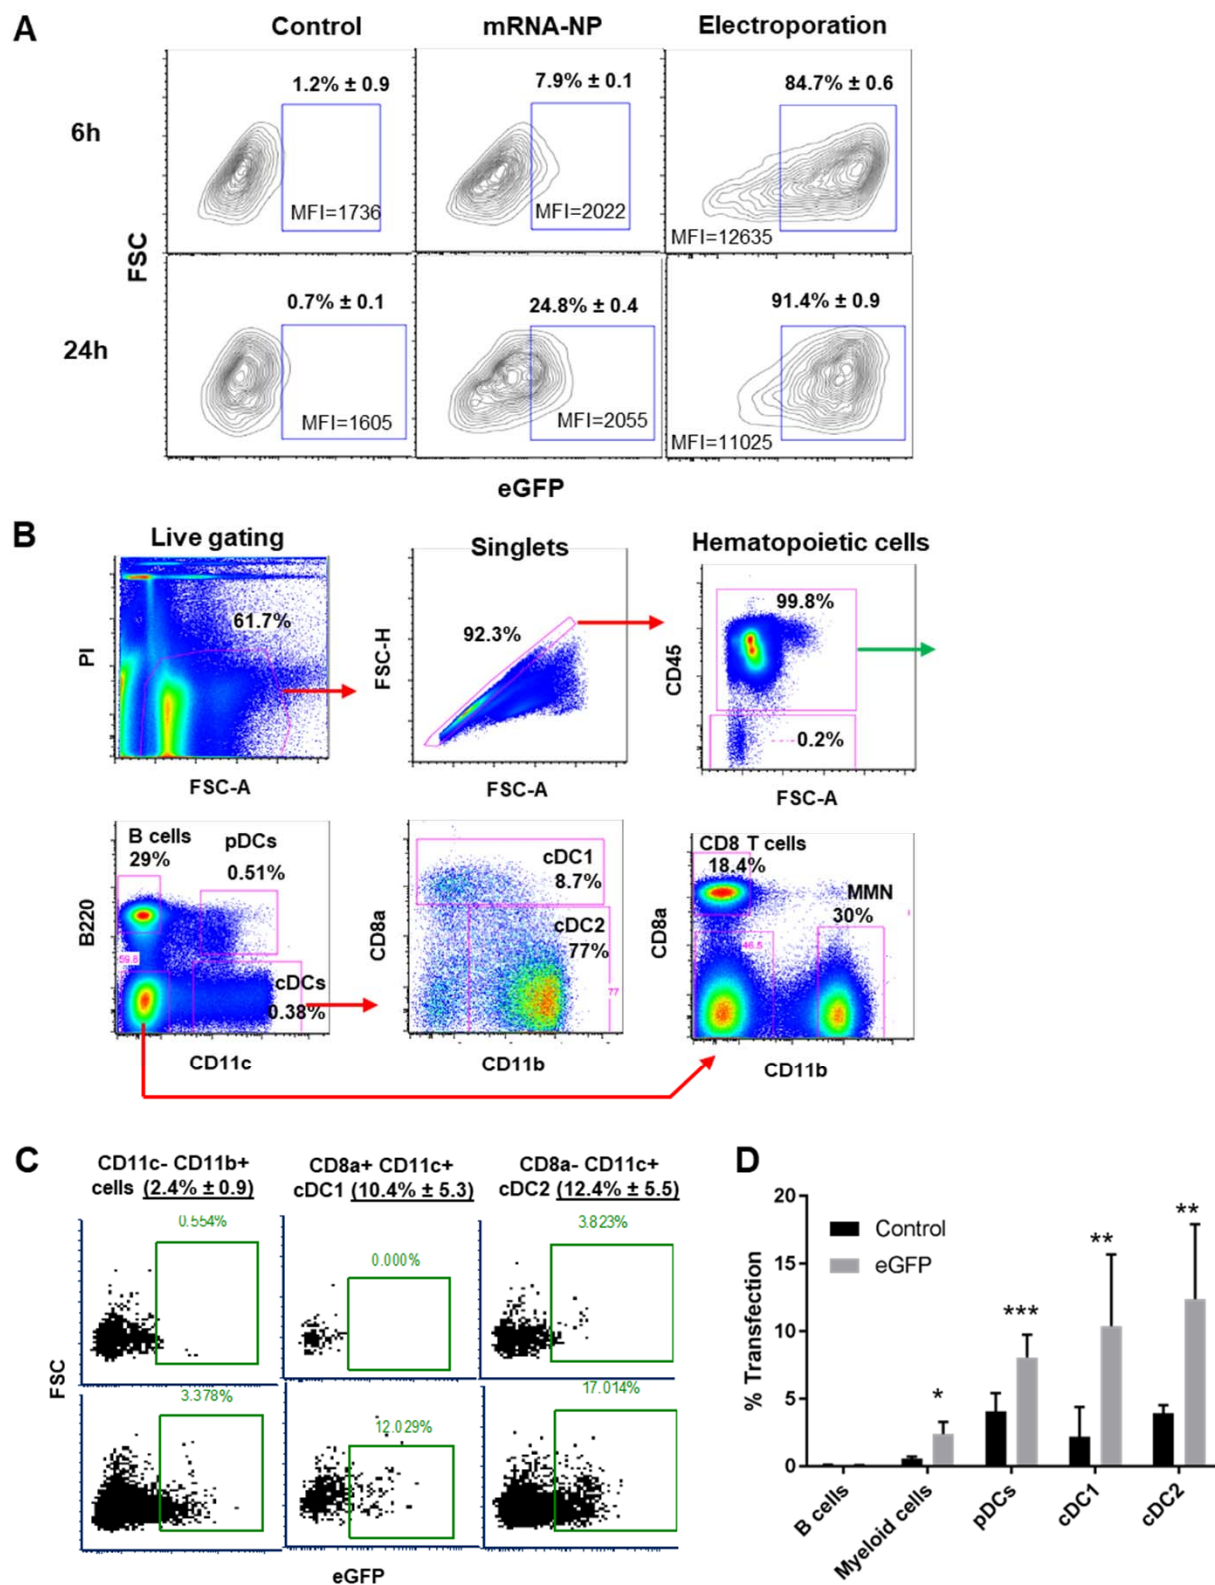 A
Control
mRNA-NP
Electroporation
6h
1.2% ± 0.9
7.9% ± 0.1
84.7% ± 0.6
MFI=1736
MFI=2022
MFI=12635
FSC
24h
0.7% ± 0.1
24.8% ± 0.4
91.4% ± 0.9
MFI=1605
MFI=2055
MFI=11025
eGFP
B
Live gating
Singlets
Hematopoietic cells
61.7%
92.3%
99.8%
0.2%
PI
FSC-H
CD45
FSC-A
FSC-A
FSC-A
B cells
29%
pDCs
0.51%
59.8
cDCs
0.38%
B220
CD11c
cDC1
8.7%
cDC2
77%
77
CD8a
CD11b
CD8 T cells
18.4%
MMN
30%
46.5
CD8a
CD11b
C
CD11c- CD11b+
cells (2.4% ± 0.9)
CD8a+ CD11c+
cDC1 (10.4% ± 5.3)
CD8a- CD11c+
cDC2 (12.4% ± 5.5)
0.554%
0.000%
3.823%
FSC
3.378%
12.029%
17.014%
eGFP
D
% Transfection
20
15
10
5
0
Control
eGFP
*
***
**
**
B cells
Myeloid cells
pDCs
cDC1
cDC2